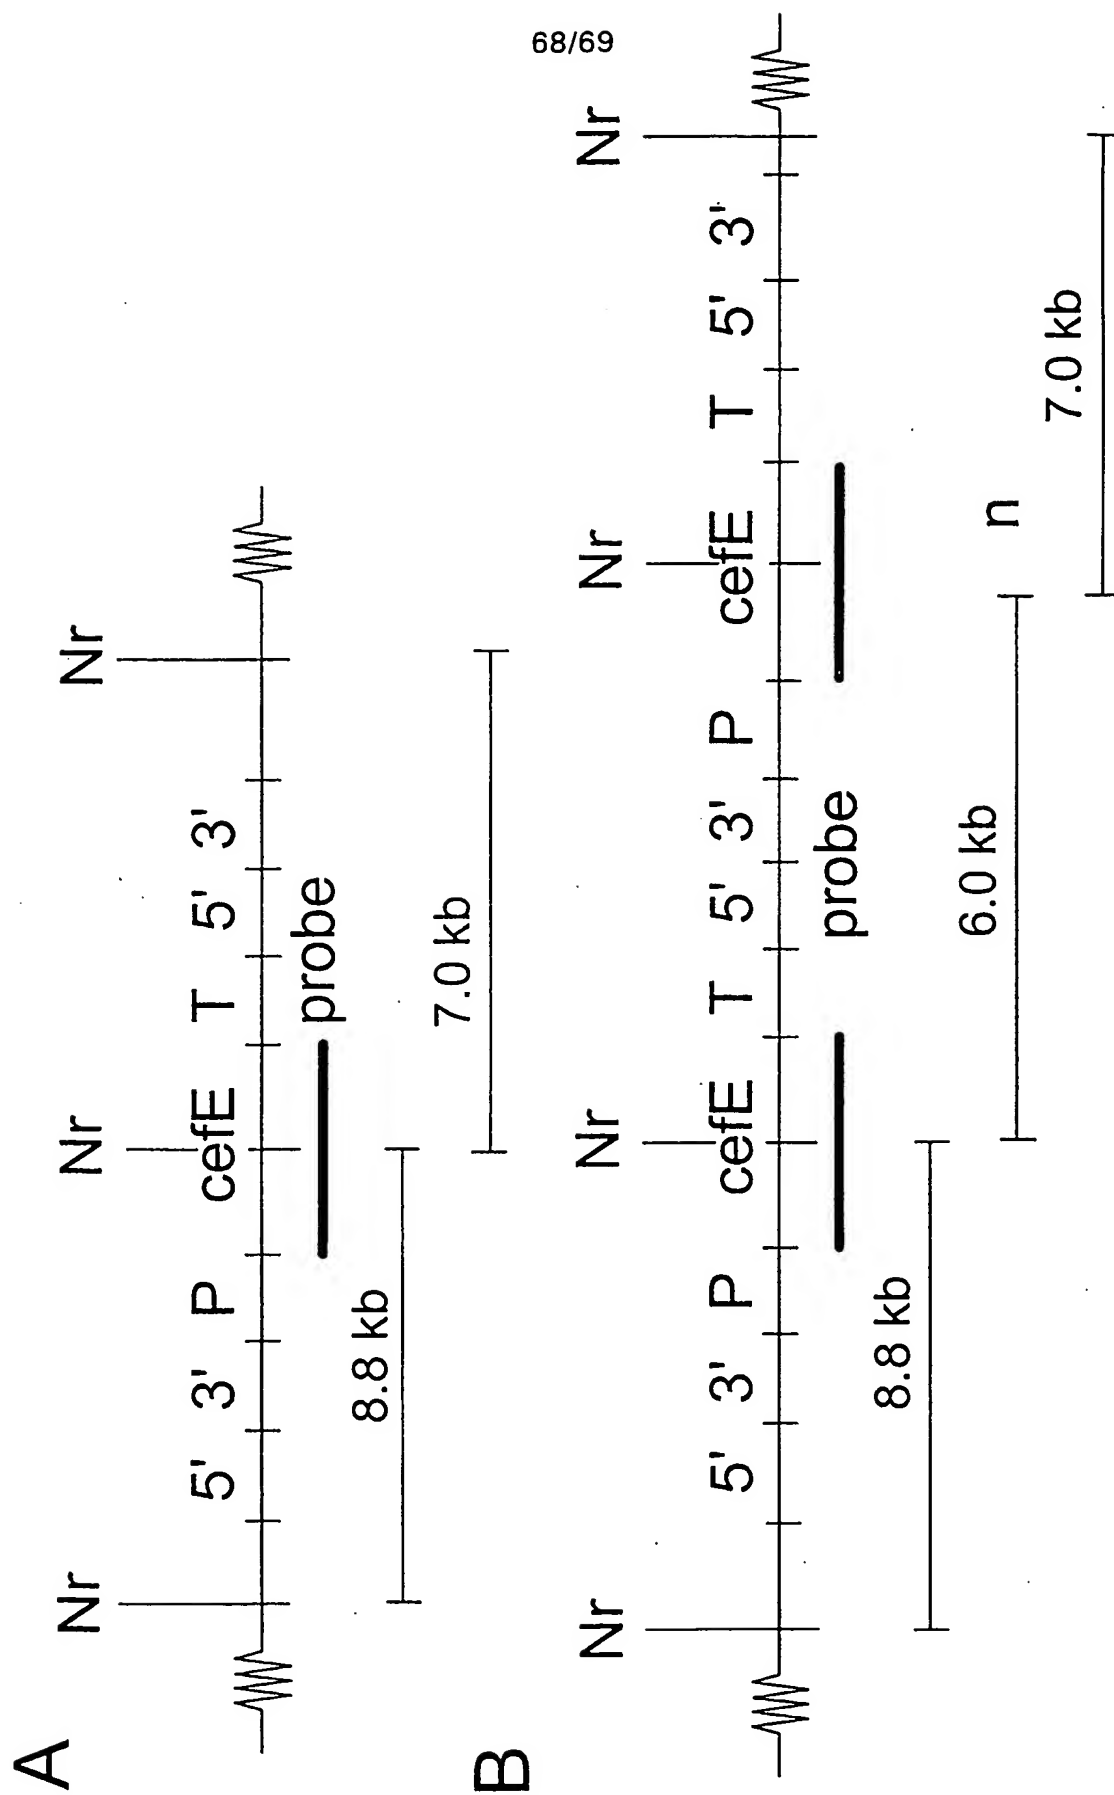 68/69
A
Nr Nr Nr
5' 3' P cefE T 5' 3'
probe
8.8 kb
7.0 kb
B
Nr Nr Nr Nr
5' 3' P cefE T 5' 3' P cefE T 5' 3'
probe
8.8 kb
6.0 kb
n
7.0 kb